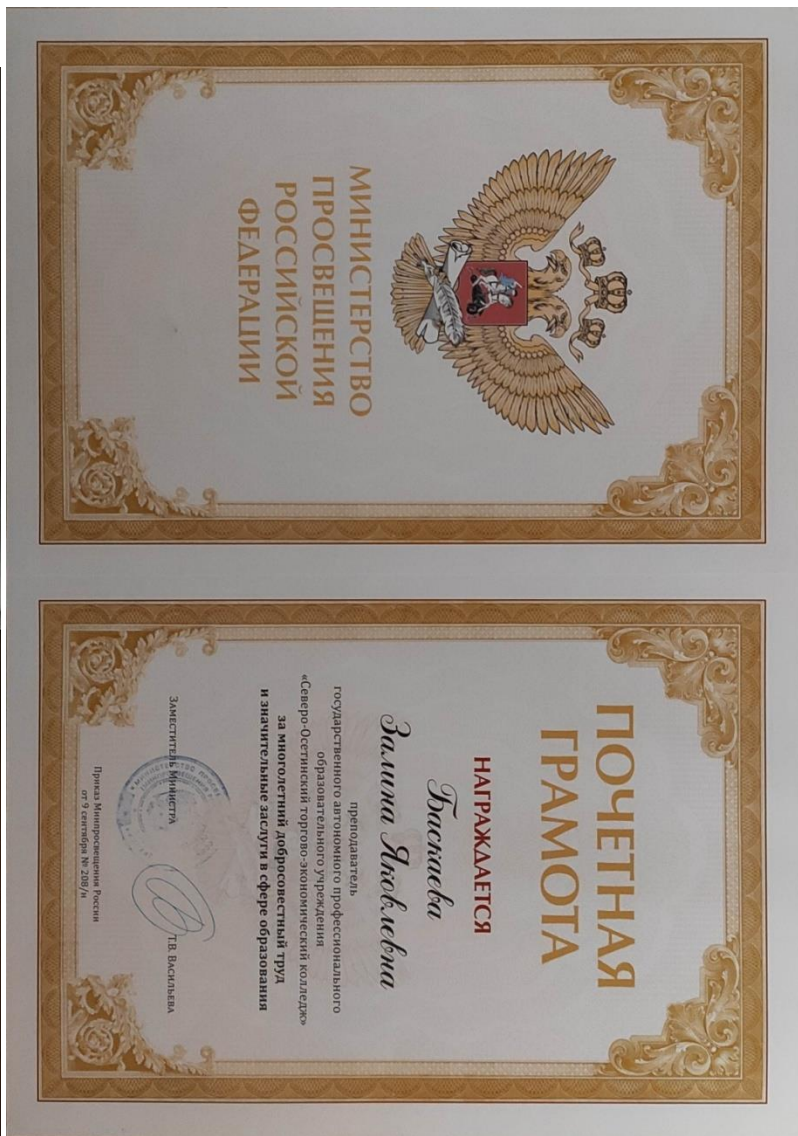 МИНИСТЕРСТВО
ПРОСВЕЩЕНИЯ
РОССИЙСКОЙ
ФЕДЕРАЦИИ
ПОЧЕТНАЯ
ГРАМОТА
НАГРАЖДАЕТСЯ
Баскаева
Залина Яковлевна
преподаватель
государственного автономного профессионального
образовательного учреждения
«Северо-Осетинский торгово-экономический колледж»
за многолетний добросовестный труд
и значительные заслуги в сфере образования
Заместитель Министра Т.В. Васильева
Приказ Минпросвещения России
от 9 сентября № 208/н